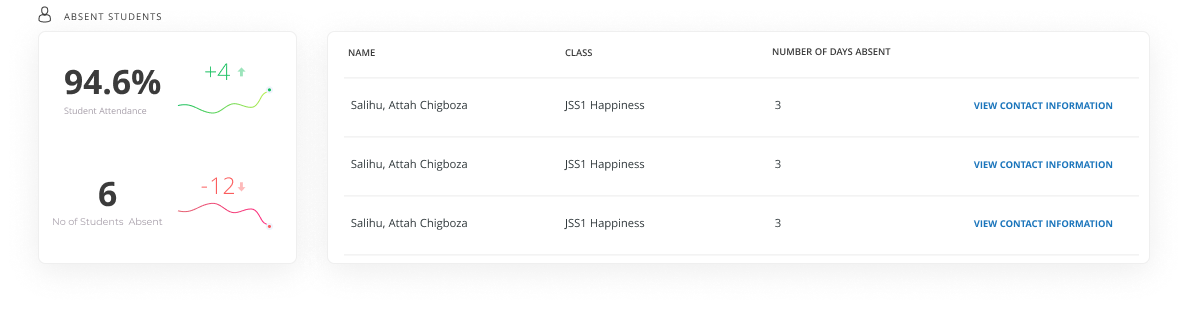 ABSENT STUDENTS
94.6%
+4
Student Attendance
6
-12
No of Students Absent
NAME CLASS NUMBER OF DAYS ABSENT
Salihu, Attah Chigboza JSS1 Happiness 3 VIEW CONTACT INFORMATION
Salihu, Attah Chigboza JSS1 Happiness 3 VIEW CONTACT INFORMATION
Salihu, Attah Chigboza JSS1 Happiness 3 VIEW CONTACT INFORMATION